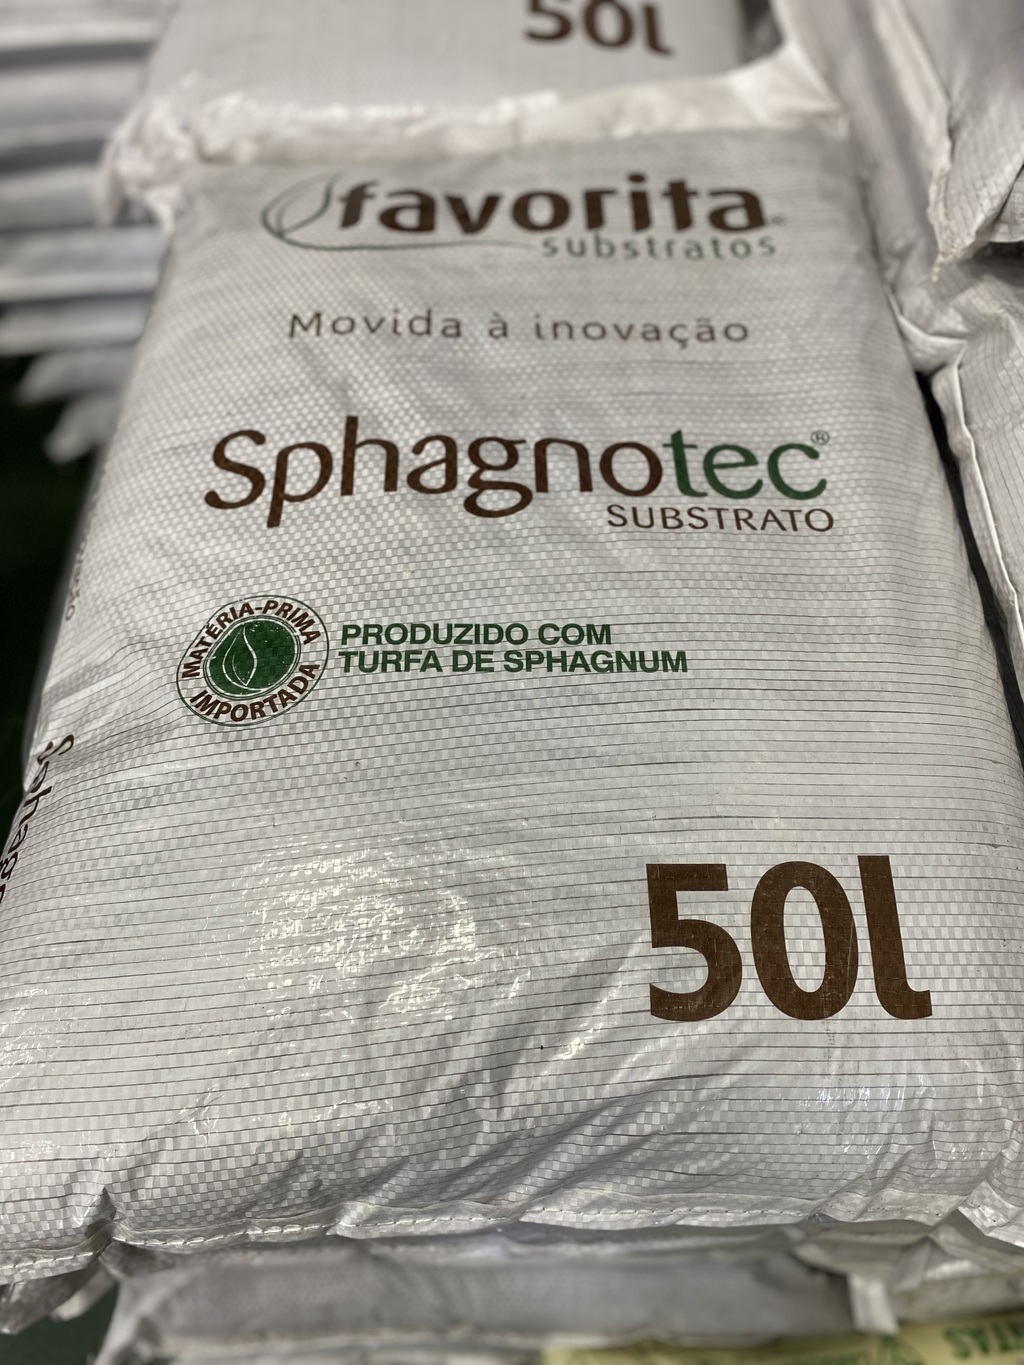 50l
favorita®
substratos
Movida à inovação
Sphagnotec®
SUBSTRATO
MATÉRIA-PRIMA
IMPORTADA
PRODUZIDO COM
TURFA DE SPHAGNUM
50l